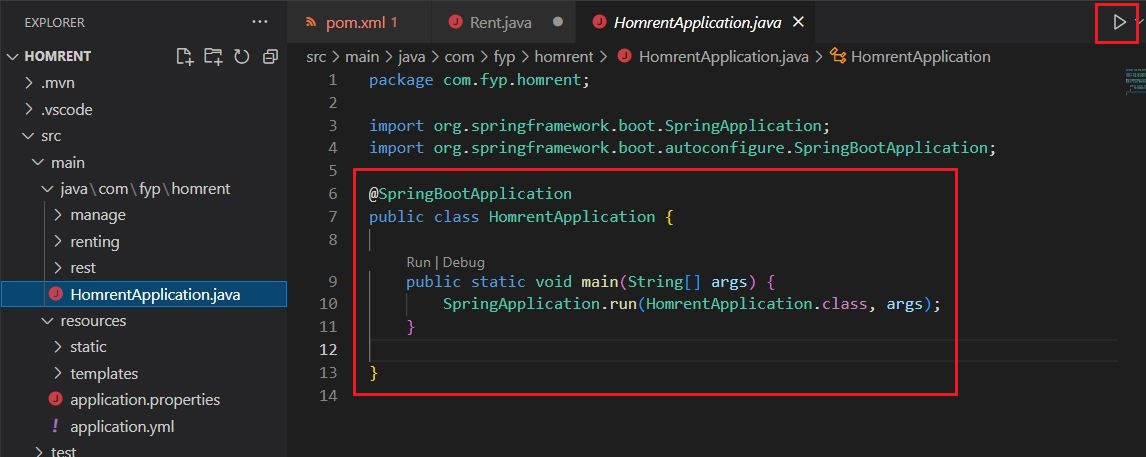 EXPLORER
HOMRENT
.mvn
.vscode
src
main
java\com\fyp\homrent
manage
renting
rest
HomrentApplication.java
resources
static
templates
application.properties
application.yml
test
pom.xml 1
Rent.java
HomrentApplication.java
src > main > java > com > fyp > homrent > HomrentApplication.java > HomrentApplication
1 package com.fyp.homrent;
2
3 import org.springframework.boot.SpringApplication;
4 import org.springframework.boot.autoconfigure.SpringBootApplication;
5
6 @SpringBootApplication
7 public class HomrentApplication {
8
Run | Debug
9 public static void main(String[] args) {
10 SpringApplication.run(HomrentApplication.class, args);
11 }
12
13 }
14